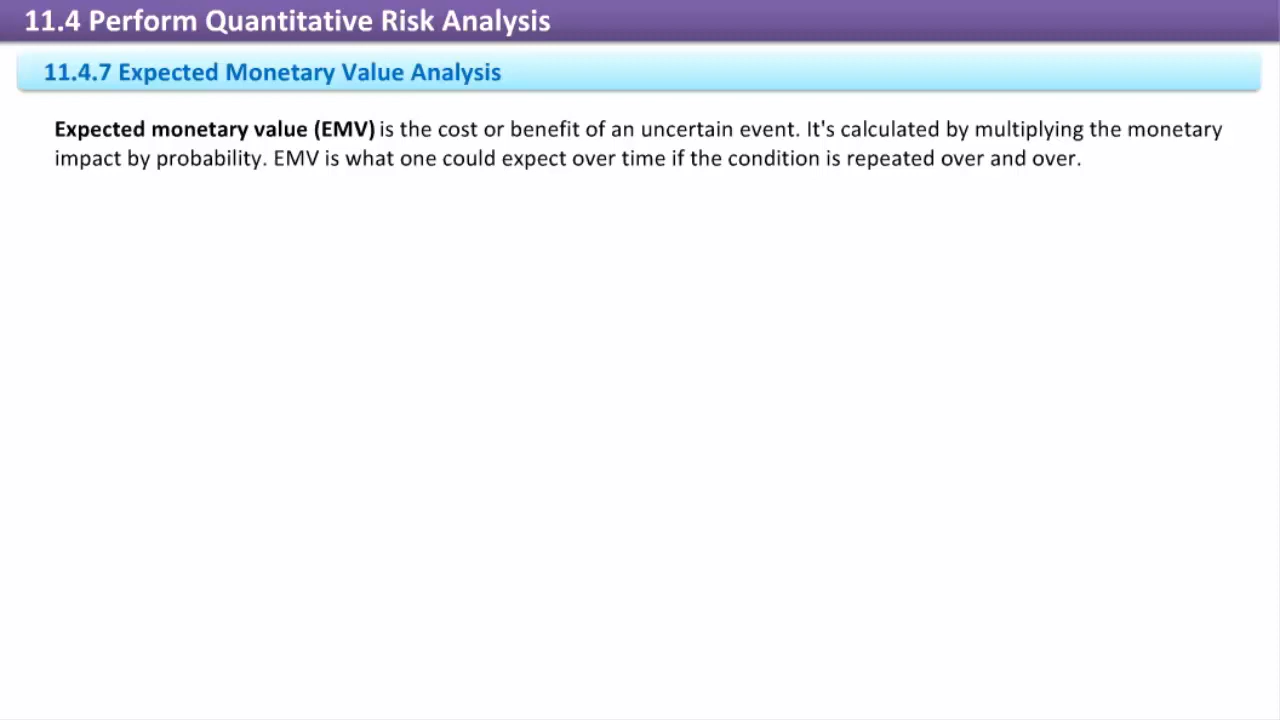 11.4 Perform Quantitative Risk Analysis
11.4.7 Expected Monetary Value Analysis
Expected monetary value (EMV) is the cost or benefit of an uncertain event. It's calculated by multiplying the monetary
impact by probability. EMV is what one could expect over time if the condition is repeated over and over.